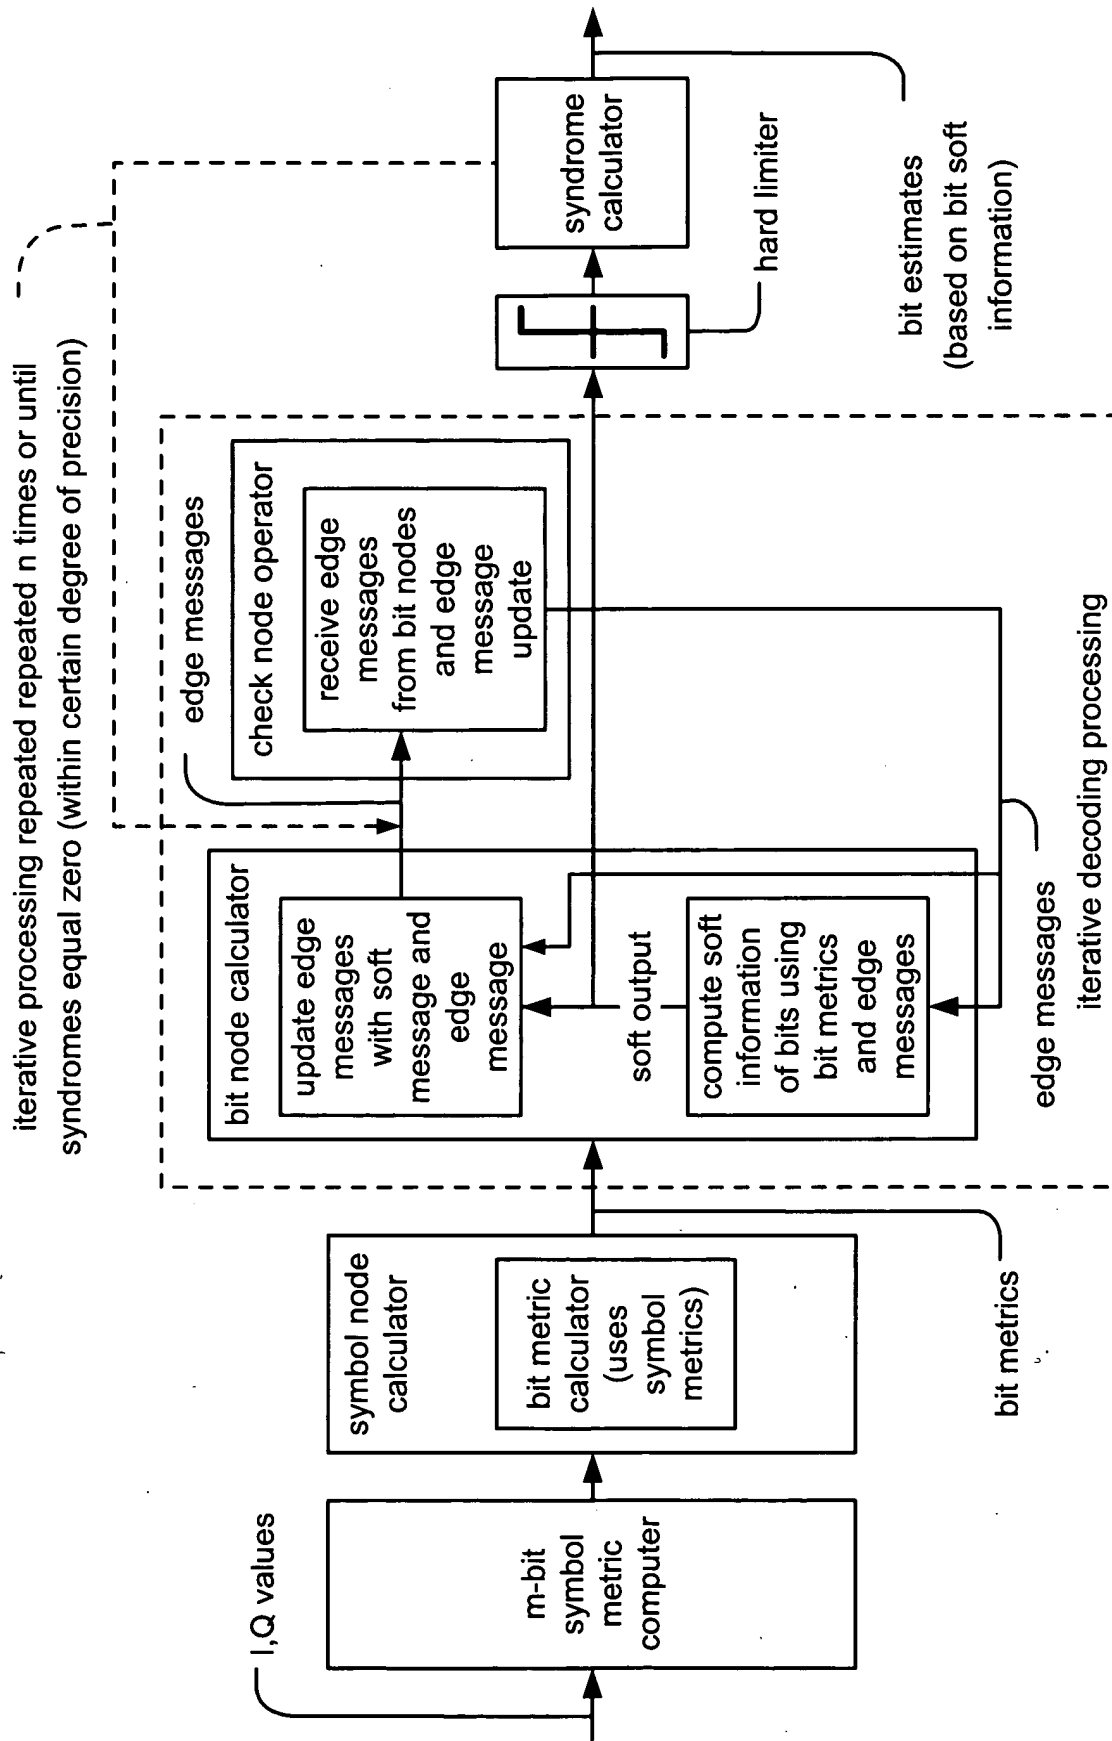 iterative processing repeated repeated n times or until
syndromes equal zero (within certain degree of precision)
I,Q values
m-bit
symbol
metric
computer
symbol node
calculator
bit metric
calculator
(uses
symbol
metrics)
bit metrics
bit node calculator
update edge
messages
with soft
message and
edge
message
soft output
compute soft
information
of bits using
bit metrics
and edge
messages
edge messages
edge messages
check node operator
receive edge
messages
from bit nodes
and edge
message
update
iterative decoding processing
hard limiter
syndrome
calculator
bit estimates
(based on bit soft
information)